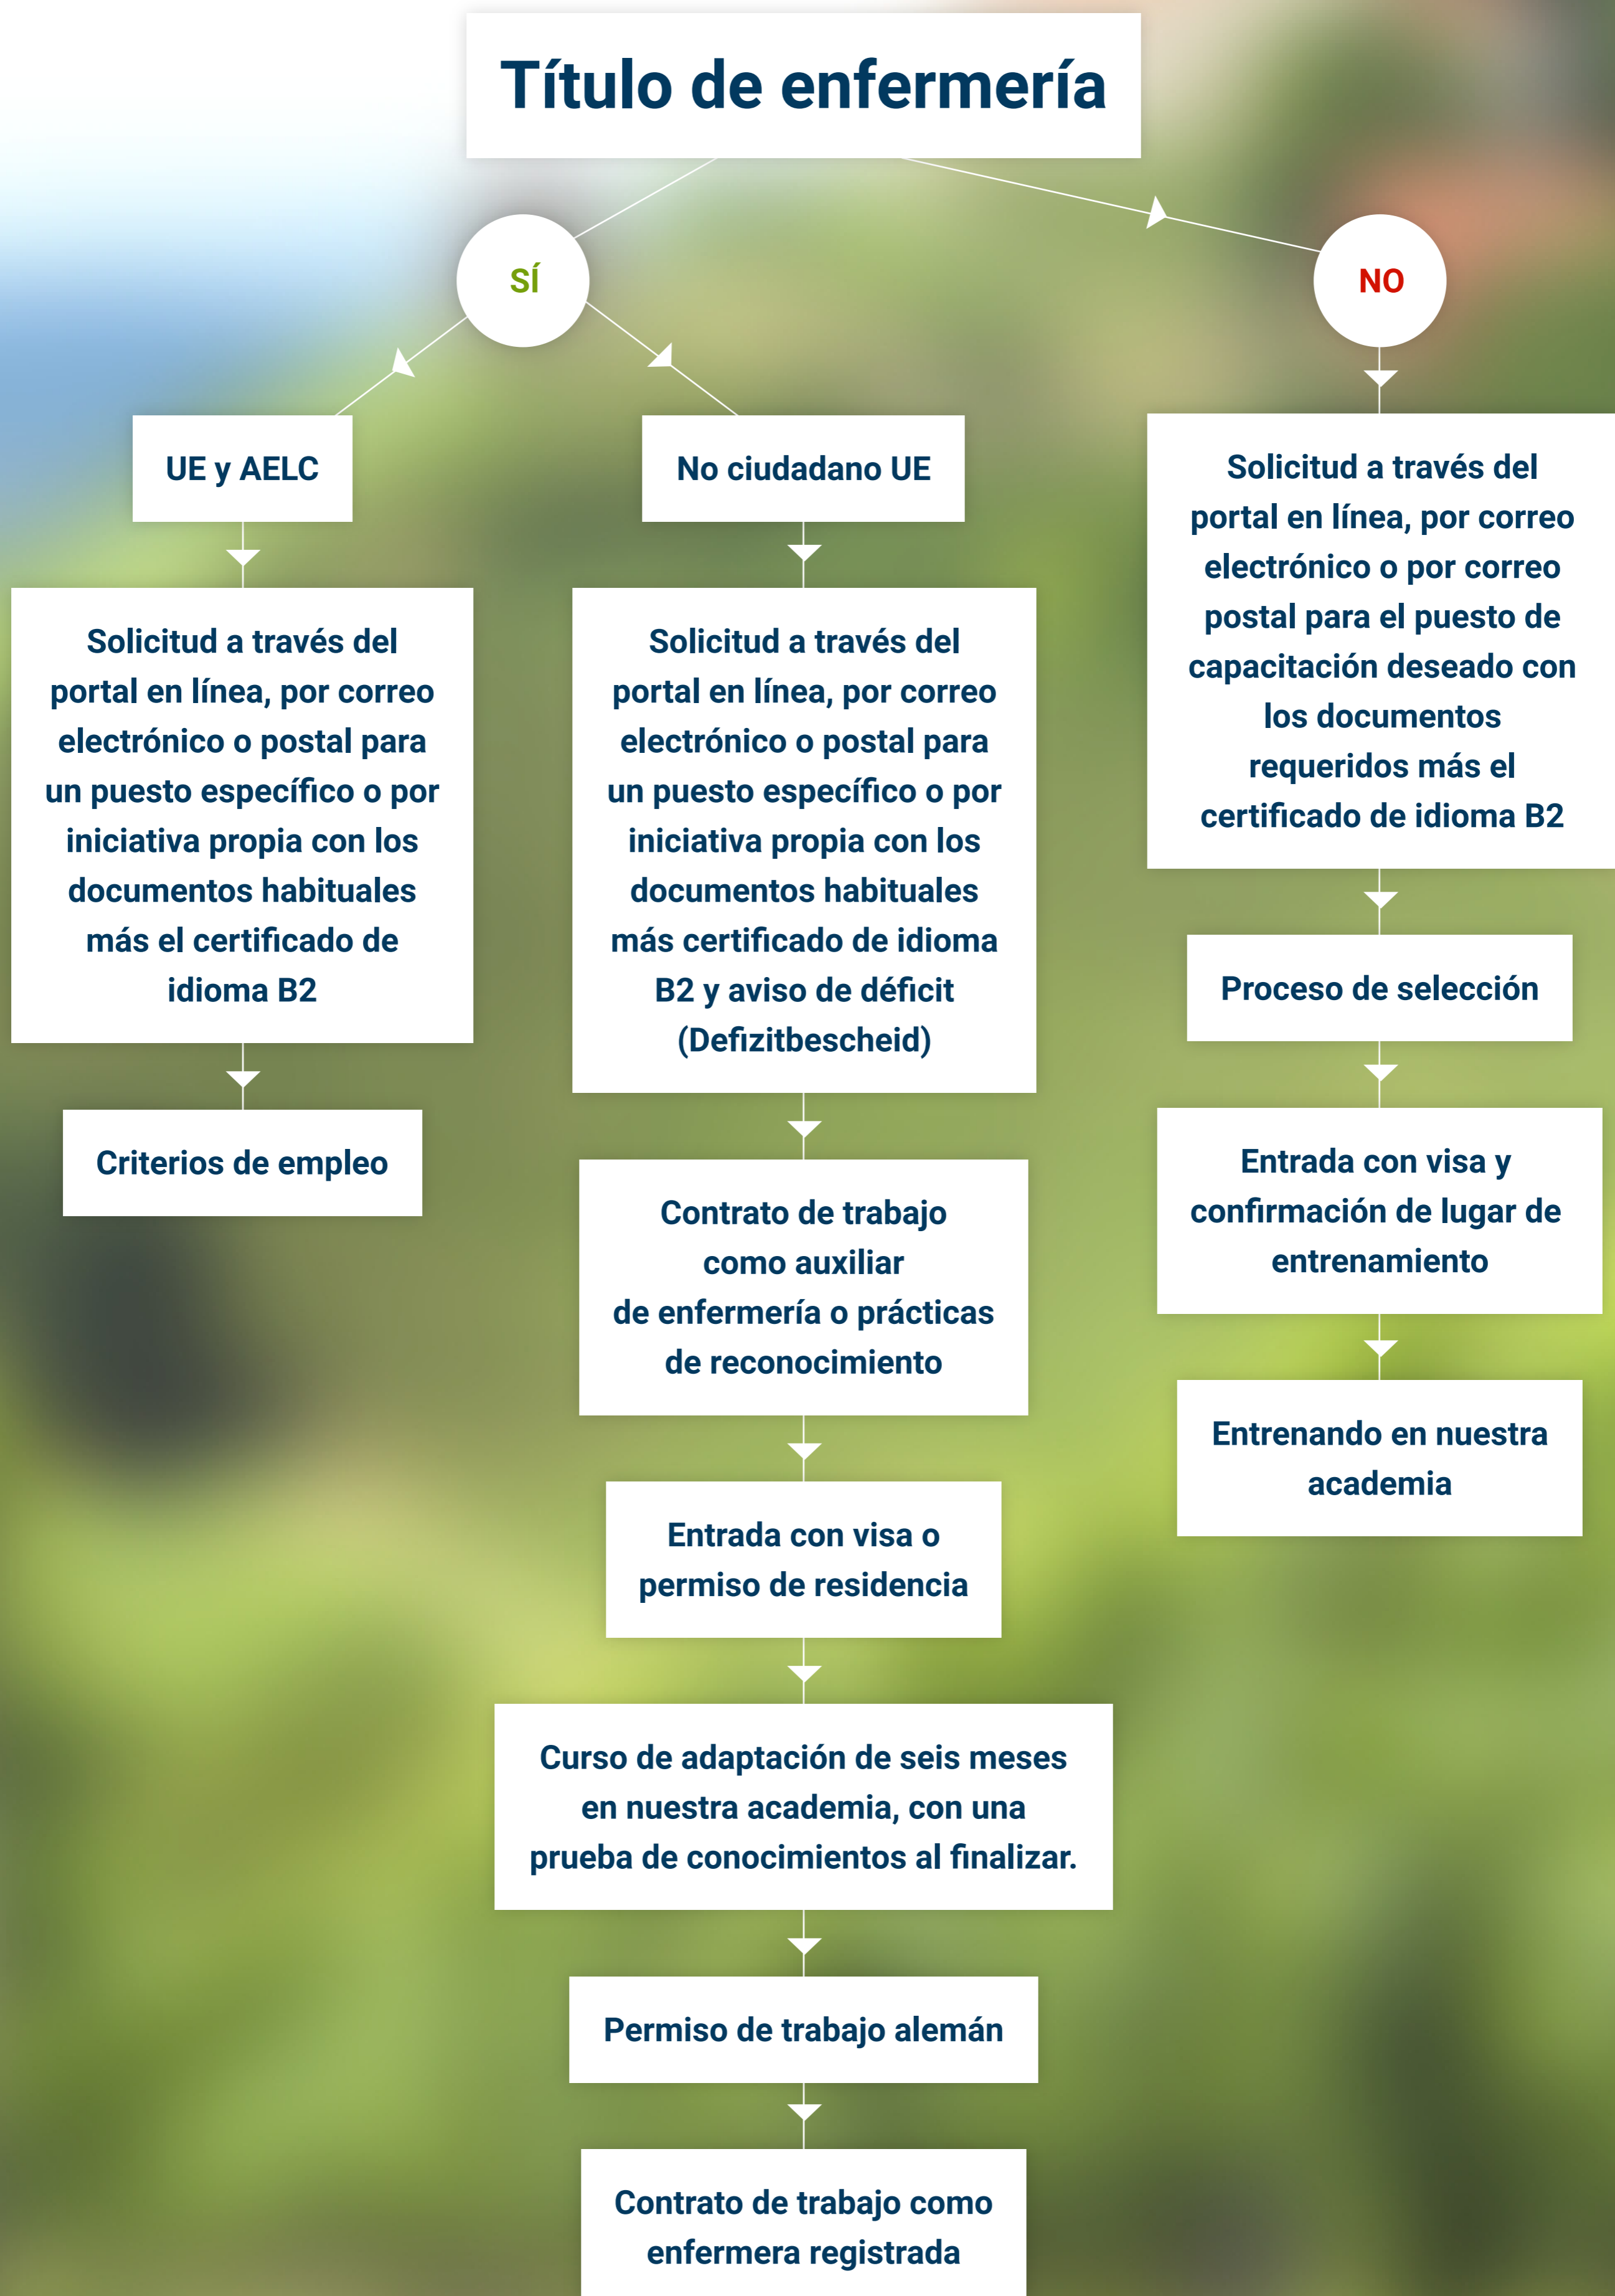 Título de enfermería
SÍ
NO
UE y AELC
Solicitud a través del
portal en línea, por correo
electrónico o postal para
un puesto específico o por
iniciativa propia con los
documentos habituales
más el certificado de
idioma B2
Criterios de empleo
No ciudadano UE
Solicitud a través del
portal en línea, por correo
electrónico o postal para
un puesto específico o por
iniciativa propia con los
documentos habituales
más certificado de idioma
B2 y aviso de déficit
(Defizitbescheid)
Contrato de trabajo
como auxiliar
de enfermería o prácticas
de reconocimiento
Entrada con visa o
permiso de residencia
Curso de adaptación de seis meses
en nuestra academia, con una
prueba de conocimientos al finalizar.
Permiso de trabajo alemán
Contrato de trabajo como
enfermera registrada
Solicitud a través del
portal en línea, por correo
electrónico o por correo
postal para el puesto de
capacitación deseado con
los documentos
requeridos más el
certificado de idioma B2
Proceso de selección
Entrada con visa y
confirmación de lugar de
entrenamiento
Entrenando en nuestra
academia